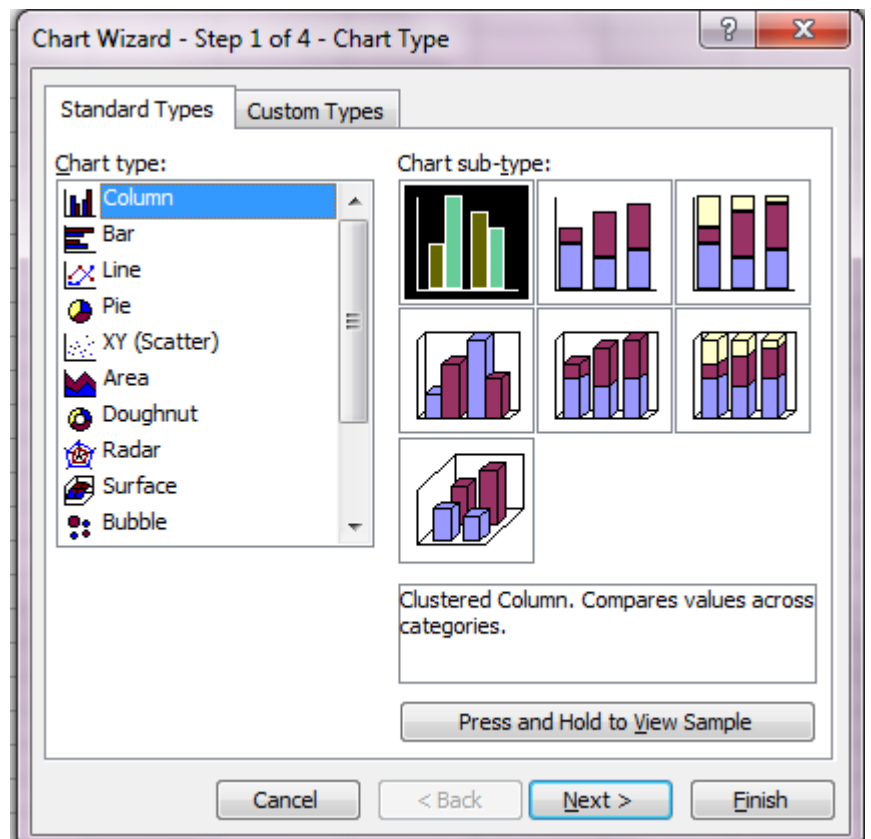 Chart Wizard - Step 1 of 4 - Chart Type
Standard Types
Custom Types
Chart type:
Column
Bar
Line
Pie
XY (Scatter)
Area
Doughnut
Radar
Surface
Bubble
Chart sub-type:
Clustered Column. Compares values across
categories.
Press and Hold to View Sample
Cancel
< Back
Next >
Finish